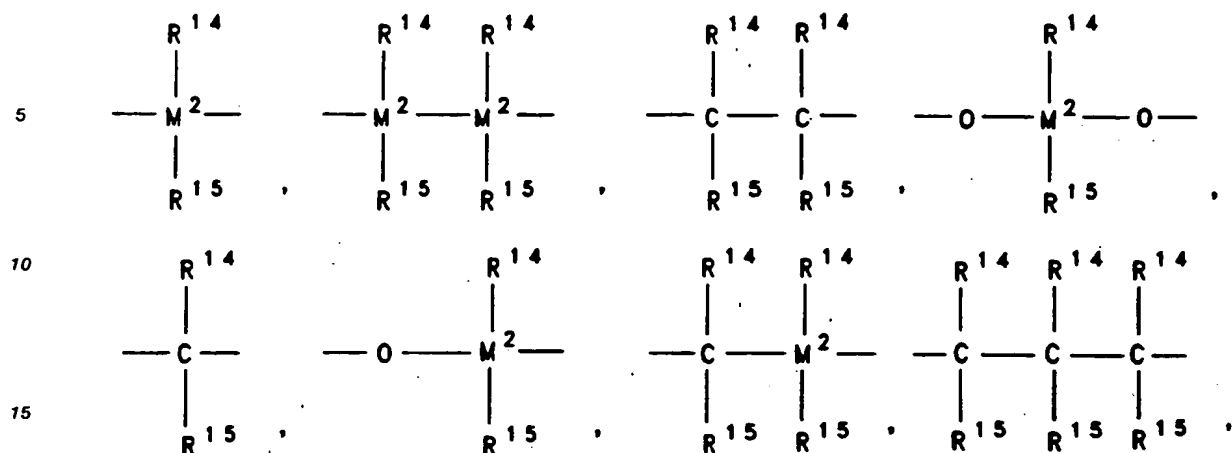 R14 R14 R14 R14 R14 R14
5 —M2— —M2—M2— —C—C— —O—M2—O—
R15 , R15 R15 , R15 R15 , R15 ,
10 R14 R14 R14 R14 R14 R14 R14
—C— —O—M2— —C—M2— —C—C—C—
15 R15 , R15 , R15 R15 , R15 R15 R15 ,